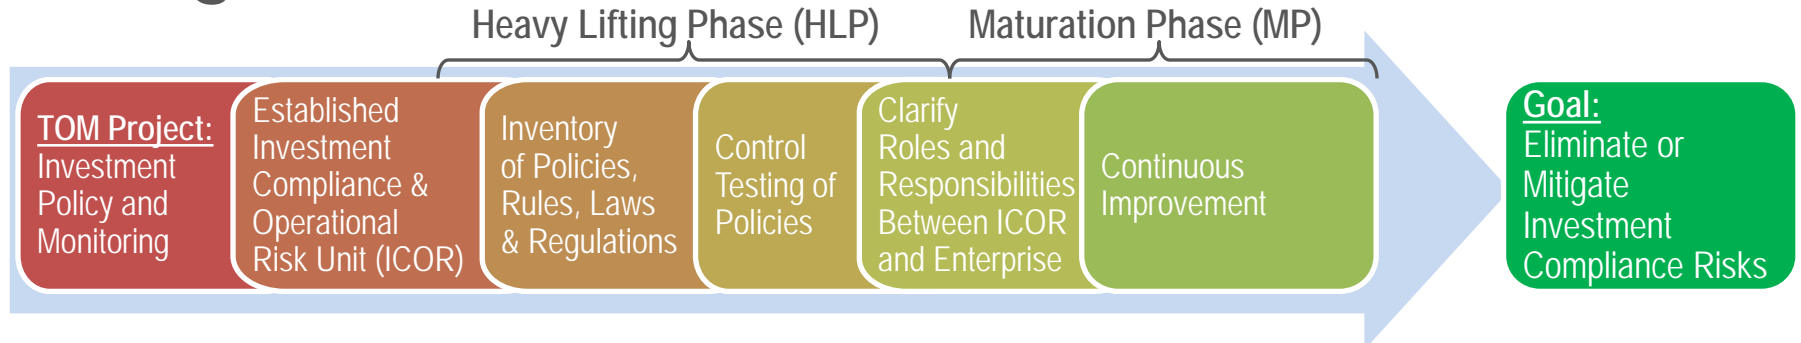 Heavy Lifting Phase (HLP)
Maturation Phase (MP)
TOM Project:
Investment
Policy and
Monitoring
Established
Investment
Compliance &
Operational
Risk Unit (ICOR)
Inventory
of Policies,
Rules, Laws
& Regulations
Control
Testing of
Policies
Clarify
Roles and
Responsibilities
Between ICOR
and Enterprise
Continuous
Improvement
Goal:
Eliminate or
Mitigate
Investment
Compliance Risks